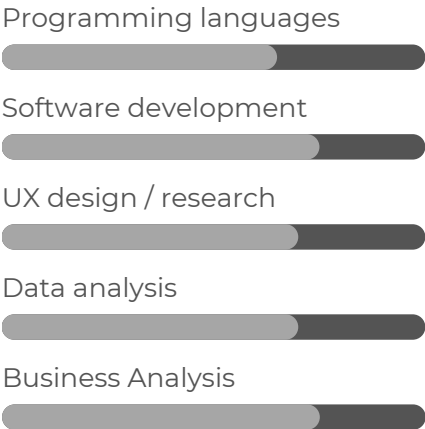 Programming languages
Software development
UX design / research
Data analysis
Business Analysis